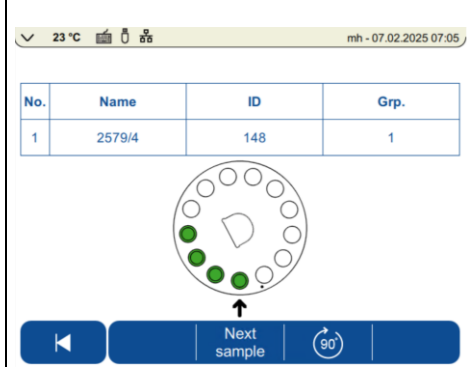 23 °C mh - 07.02.2025 07:05
No. Name ID Grp.
1 2579/4 148 1
Next
sample
90°